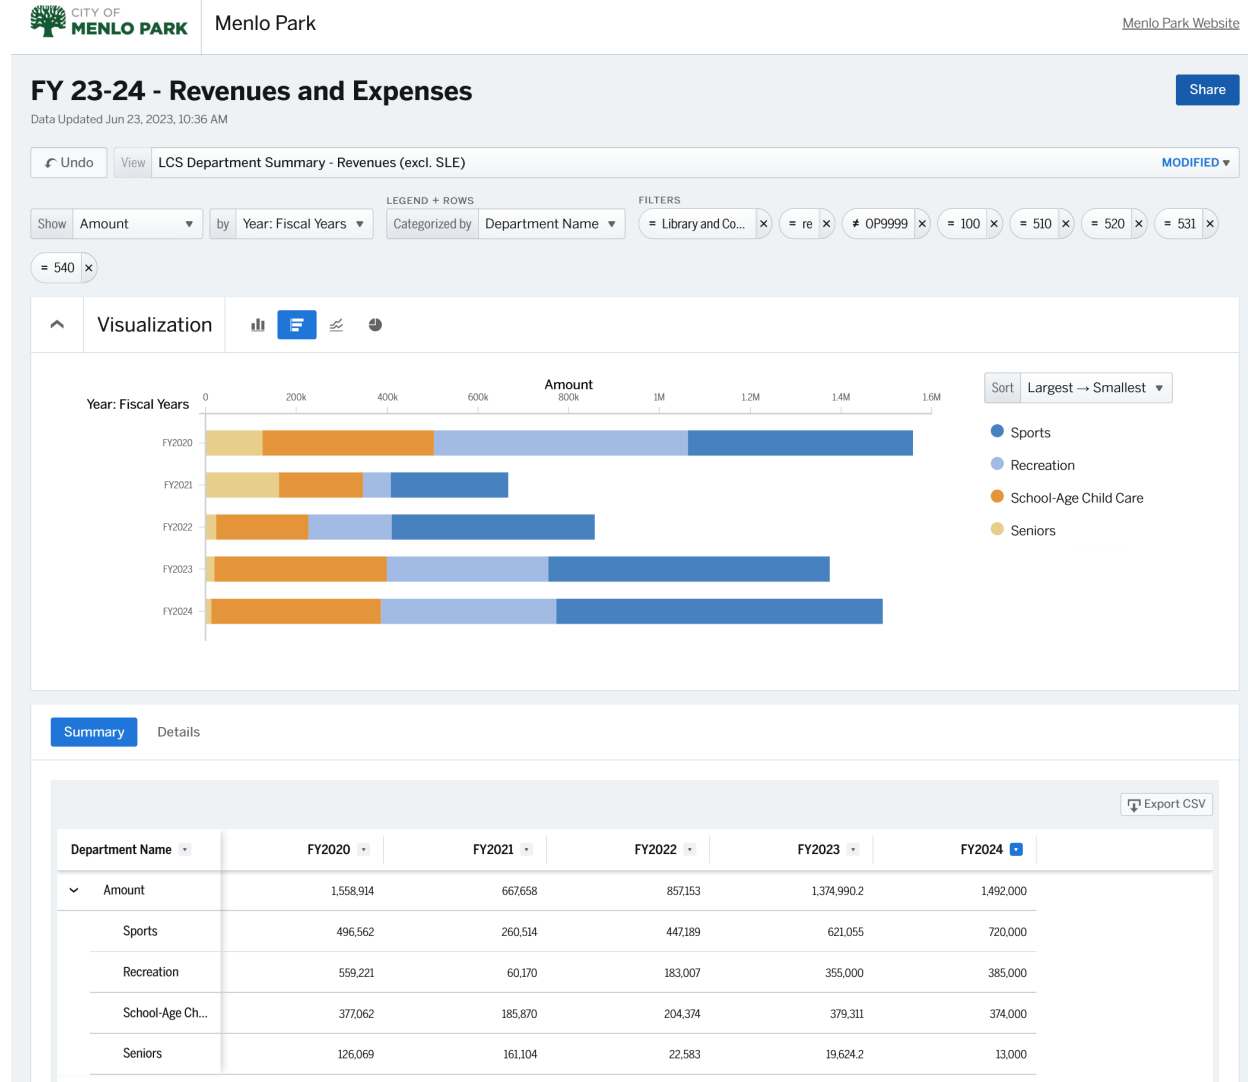 CITY OF
MENLO PARK
Menlo Park
Menlo Park Website
FY 23-24 - Revenues and Expenses
Share
Data Updated Jun 23, 2023, 10:36 AM
Undo
View LCS Department Summary - Revenues (excl. SLE) MODIFIED
LEGEND + ROWS
FILTERS
Show Amount
by Year: Fiscal Years
Categorized by Department Name
= Library and Co...
= re
≠ OP9999
= 100
= 510
= 520
= 531
= 540
Visualization
Amount
Year: Fiscal Years
0 200k 400k 600k 800k 1M 1.2M 1.4M 1.6M
FY2020
FY2021
FY2022
FY2023
FY2024
Sort Largest → Smallest
Sports
Recreation
School-Age Child Care
Seniors
Summary Details
Export CSV
Department Name FY2020 FY2021 FY2022 FY2023 FY2024
Amount 1,558,914 667,658 857,153 1,374,990.2 1,492,000
Sports 496,562 260,514 447,189 621,055 720,000
Recreation 559,221 60,170 183,007 355,000 385,000
School-Age Ch... 377,062 185,870 204,374 379,311 374,000
Seniors 126,069 161,104 22,583 19,624.2 13,000